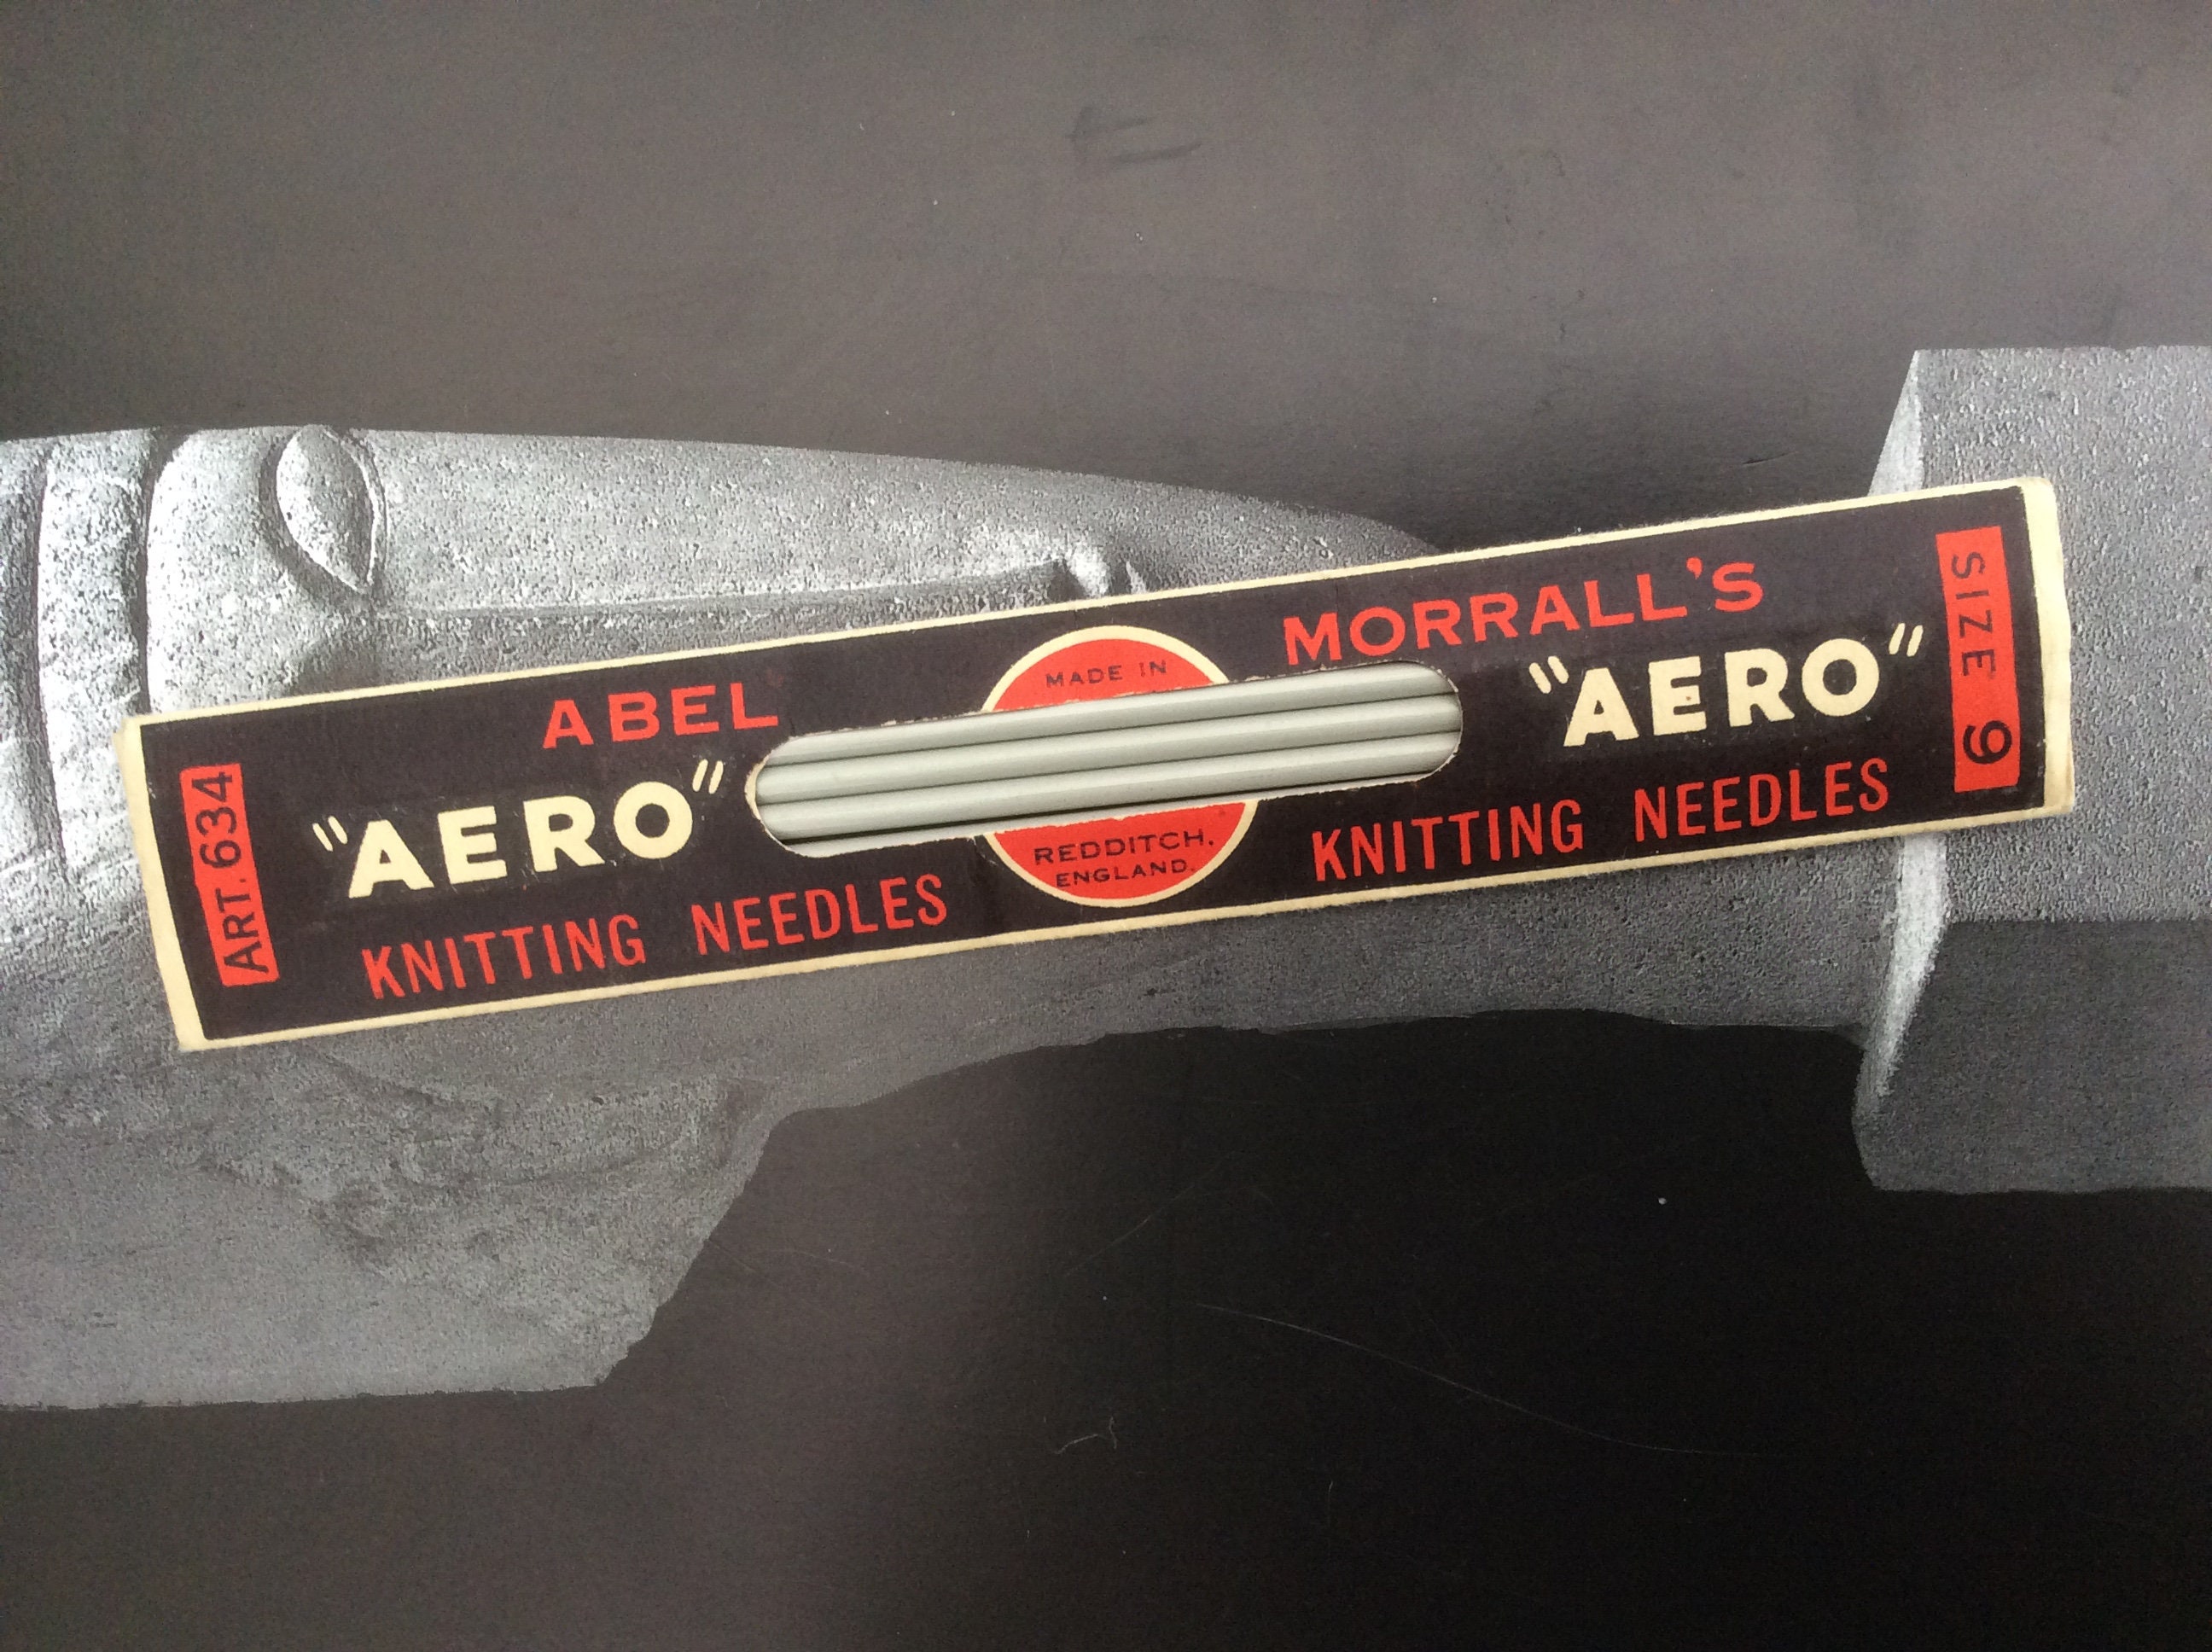 ART. 634
ABEL MORRALL'S
"AERO"
KNITTING NEEDLES
MADE IN
REDDITCH,
ENGLAND.
"AERO"
KNITTING NEEDLES
SIZE 9